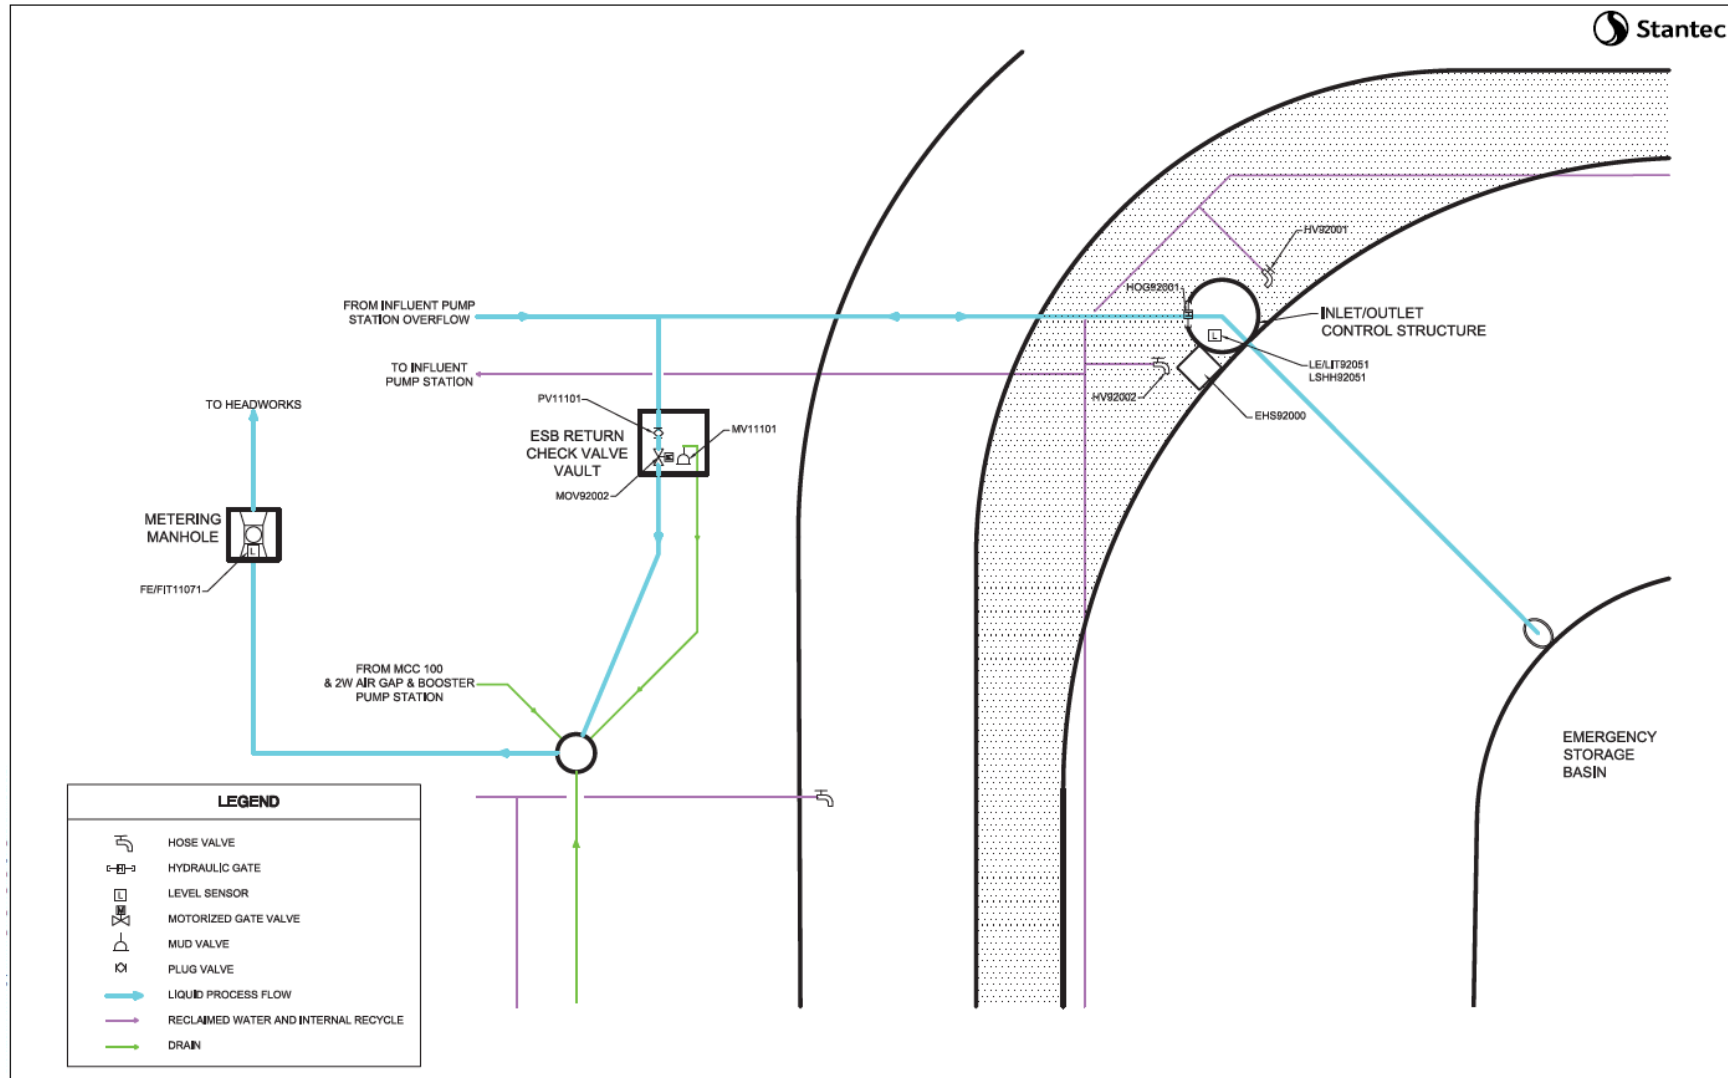 Stantec
HV92001
HOG92001
FROM INFLUENT PUMP
STATION OVERFLOW
INLET/OUTLET
CONTROL STRUCTURE
TO INFLUENT
PUMP STATION
LE/LIT92051
LSHH92051
HV92002
EHS92000
TO HEADWORKS
PV11101
MV11101
ESB RETURN
CHECK VALVE
VAULT
M
MOV92002
METERING
MANHOLE
L
L
H
FE/FIT11071
FROM MCC 100
& 2W AIR GAP & BOOSTER
PUMP STATION
EMERGENCY
STORAGE
BASIN
LEGEND
HOSE VALVE
H HYDRAULIC GATE
L LEVEL SENSOR
M MOTORIZED GATE VALVE
MUD VALVE
PLUG VALVE
LIQUID PROCESS FLOW
RECLAIMED WATER AND INTERNAL RECYCLE
DRAIN